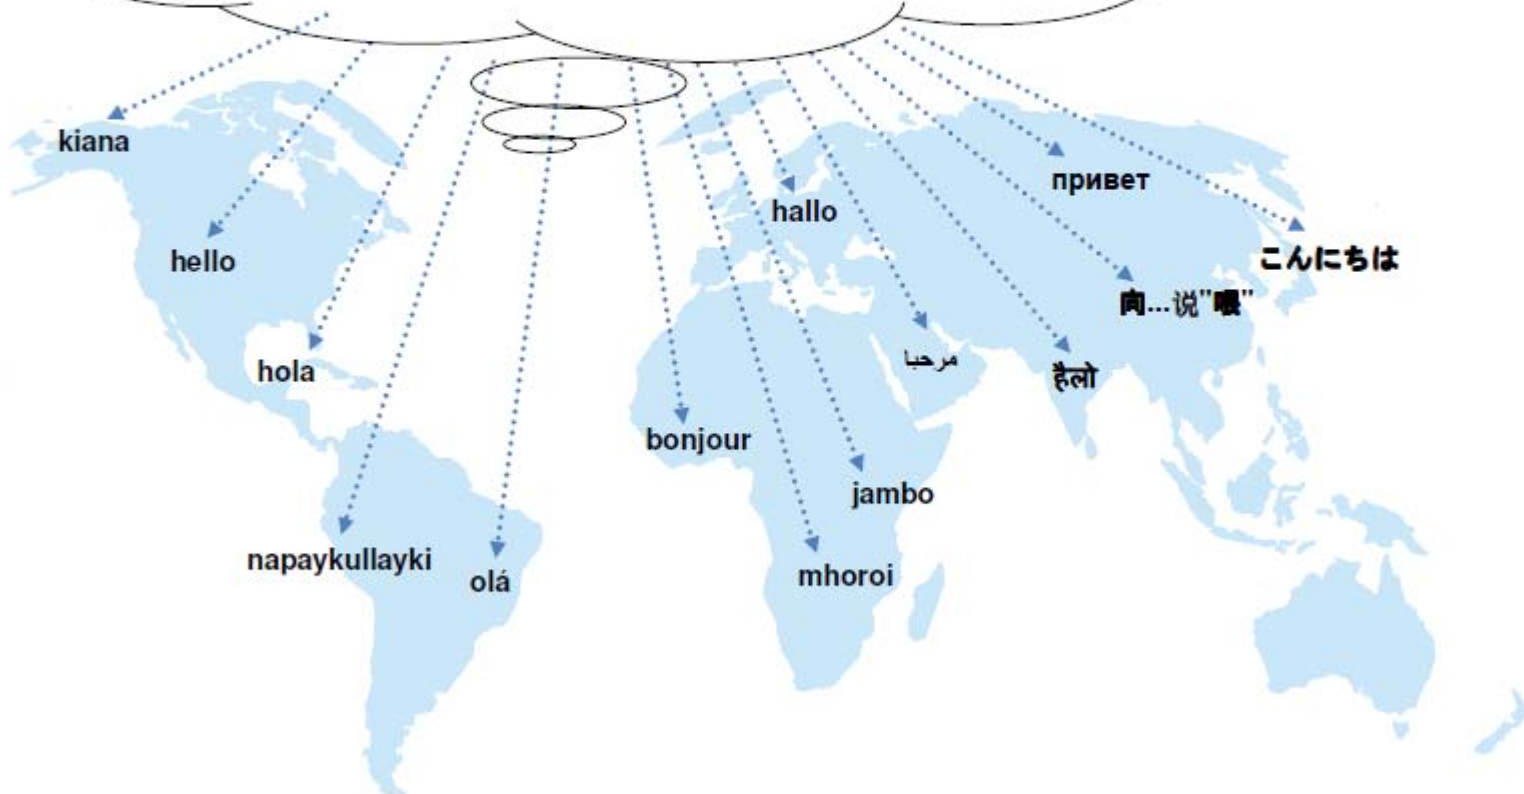 kiana
привет
hallo
hello
こんにちは
向...说"喂"
مرحبا
hola
हैलो
bonjour
jambo
napaykullayki
mhoroi
olá